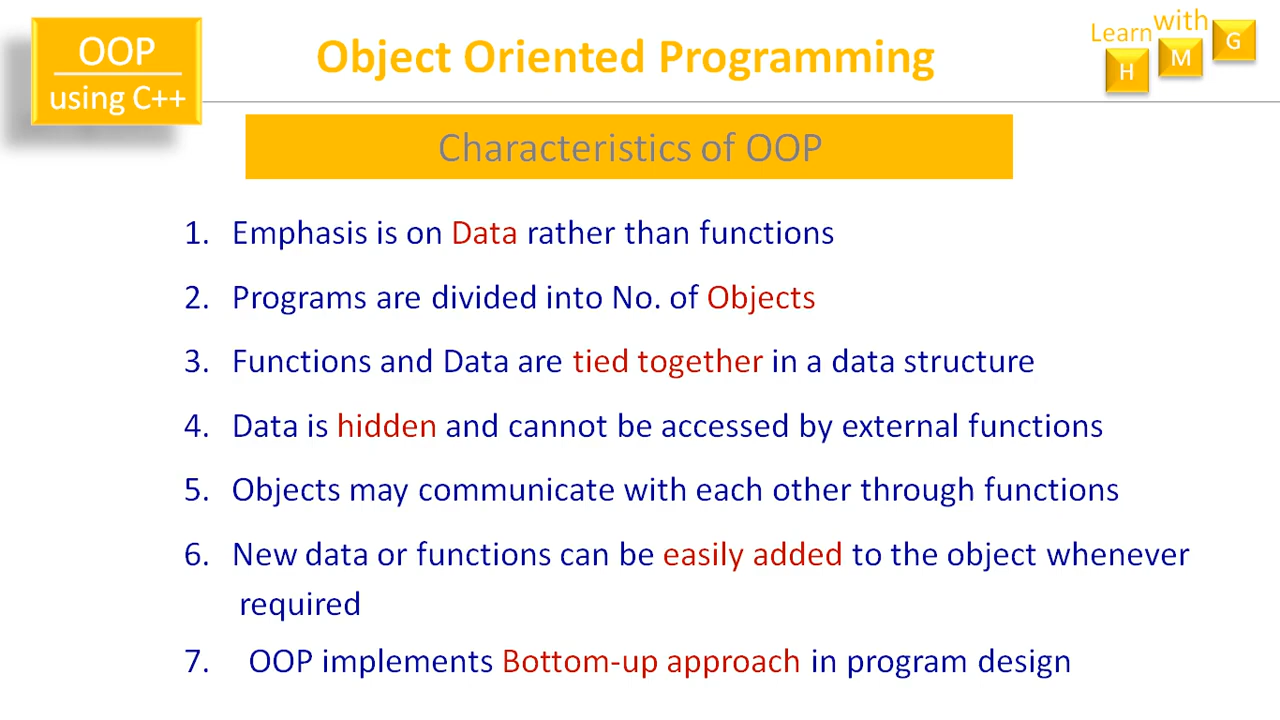 OOP
using C++
Object Oriented Programming
Learn with
H M G
Characteristics of OOP
1. Emphasis is on Data rather than functions
2. Programs are divided into No. of Objects
3. Functions and Data are tied together in a data structure
4. Data is hidden and cannot be accessed by external functions
5. Objects may communicate with each other through functions
6. New data or functions can be easily added to the object whenever
required
7. OOP implements Bottom-up approach in program design